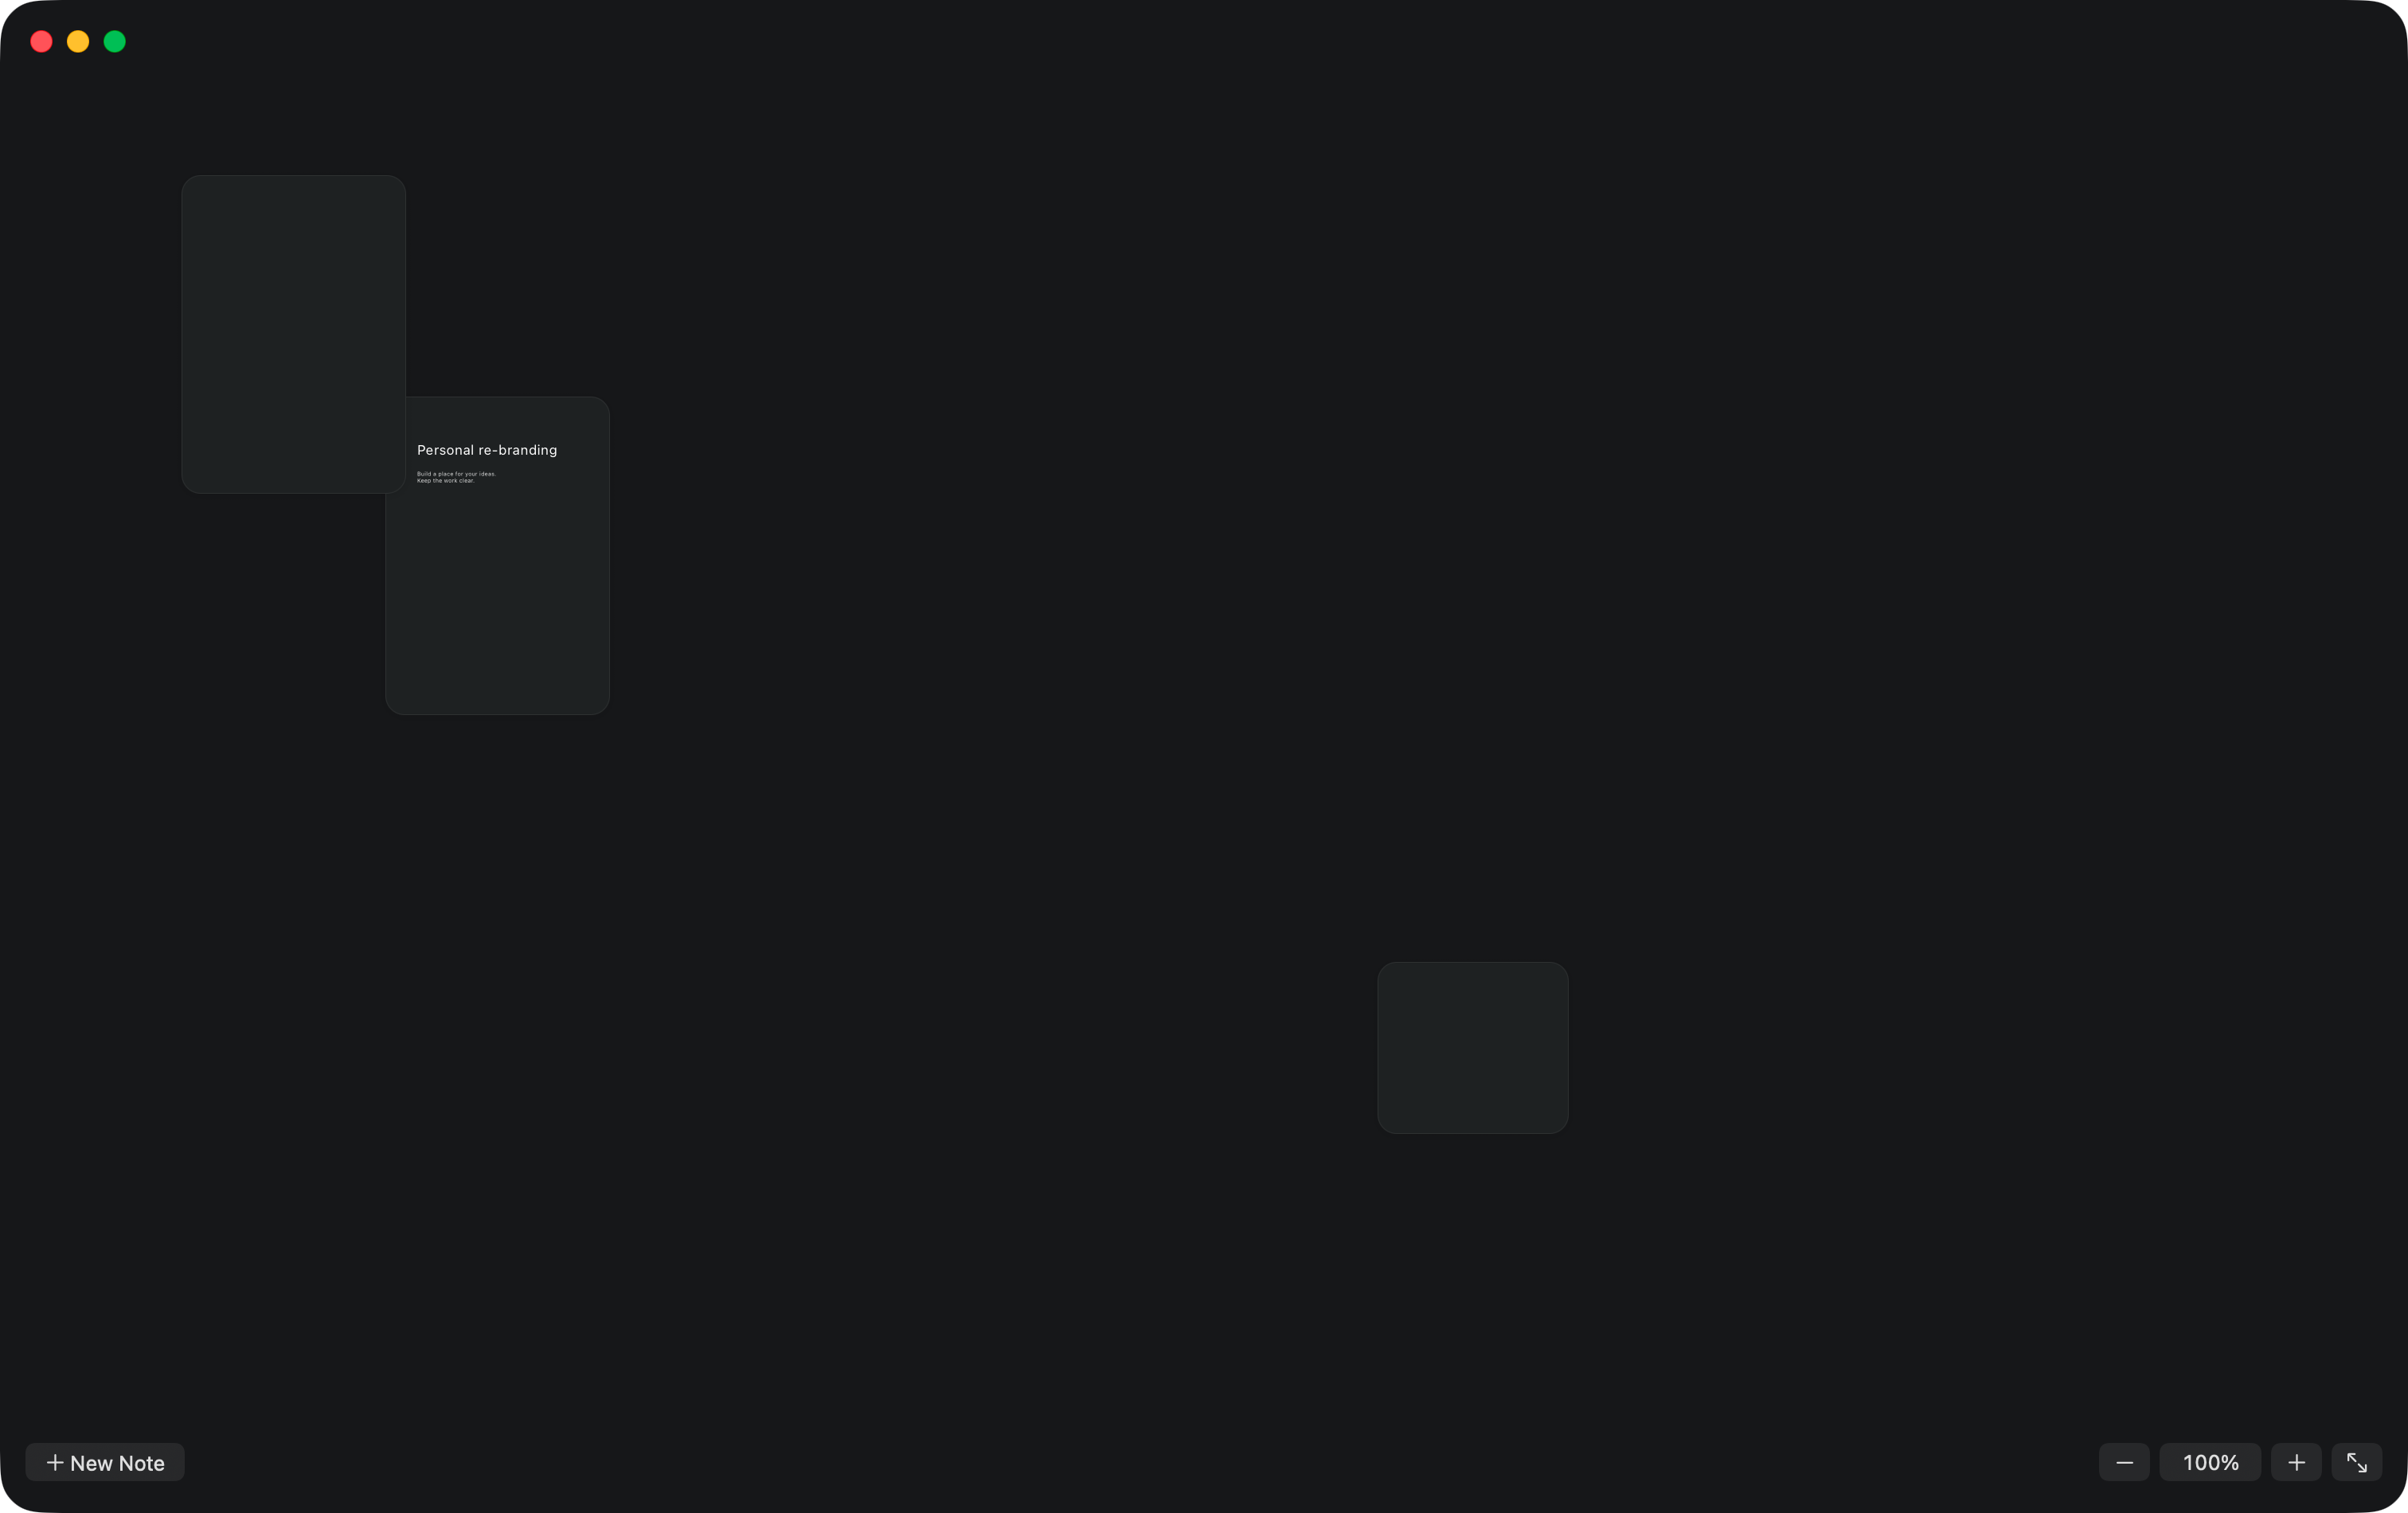 Personal re-branding
Build a place for your ideas.
Keep the work clear.
New Note
100%